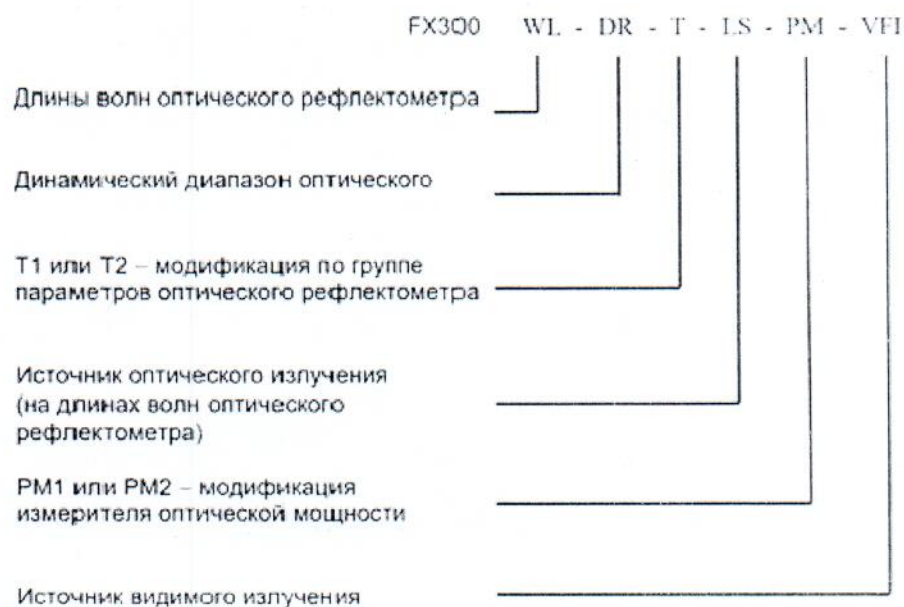 FX300 WL - DR - T - LS - PM - VFI
Длины волн оптического рефлектометра
Динамический диапазон оптического
Т1 или Т2 – модификация по группе
параметров оптического рефлектометра
Источник оптического излучения
(на длинах волн оптического
рефлектометра)
РМ1 или РМ2 – модификация
измерителя оптической мощности
Источник видимого излучения